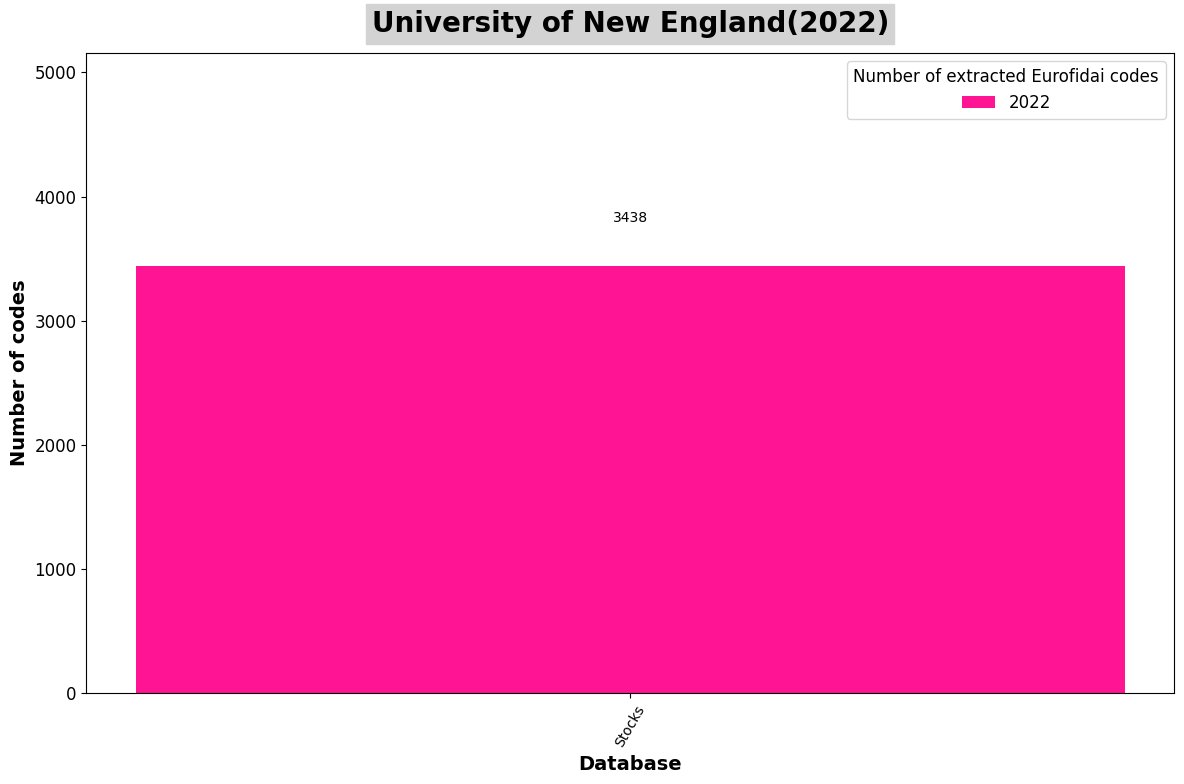 University of New England(2022)
Number of extracted Eurofidai codes
2022
5000
4000
3000
2000
1000
0
3438
Number of codes
Stocks
Database